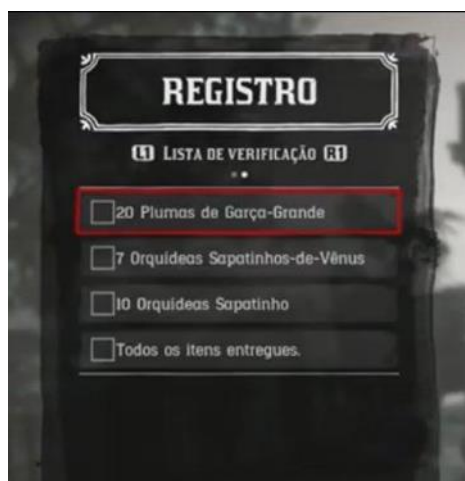 REGISTRO
L1 LISTA DE VERIFICAÇÃO R1
20 Plumas de Garça-Grande
7 Orquídeas Sapatinhos-de-Vênus
10 Orquídeas Sapatinho
Todos os itens entregues.